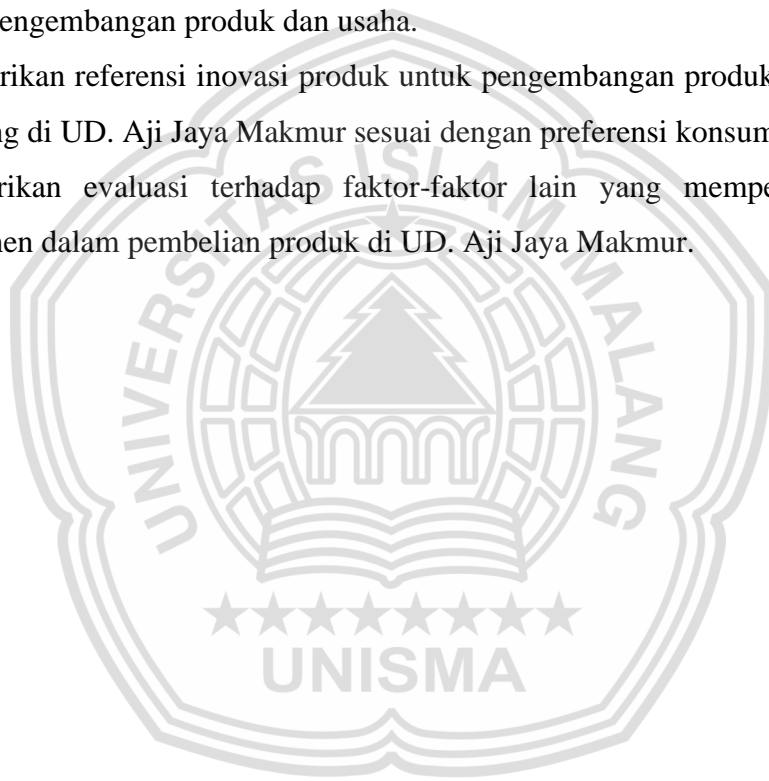 engembangan produk dan usaha.
rikan referensi inovasi produk untuk pengembangan produk
ng di UD. Aji Jaya Makmur sesuai dengan preferensi konsum
rikan evaluasi terhadap faktor-faktor lain yang mempe
nen dalam pembelian produk di UD. Aji Jaya Makmur.
UNIVERSITAS ISLAM MALANG
UNISMA